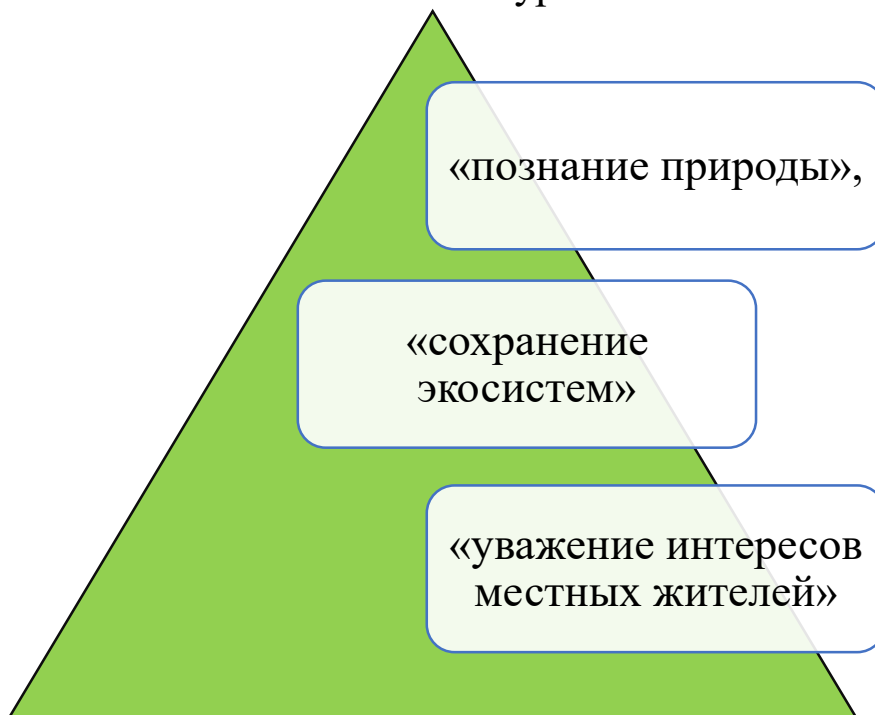 «познание природы»,
«сохранение
экосистем»
«уважение интересов
местных жителей»